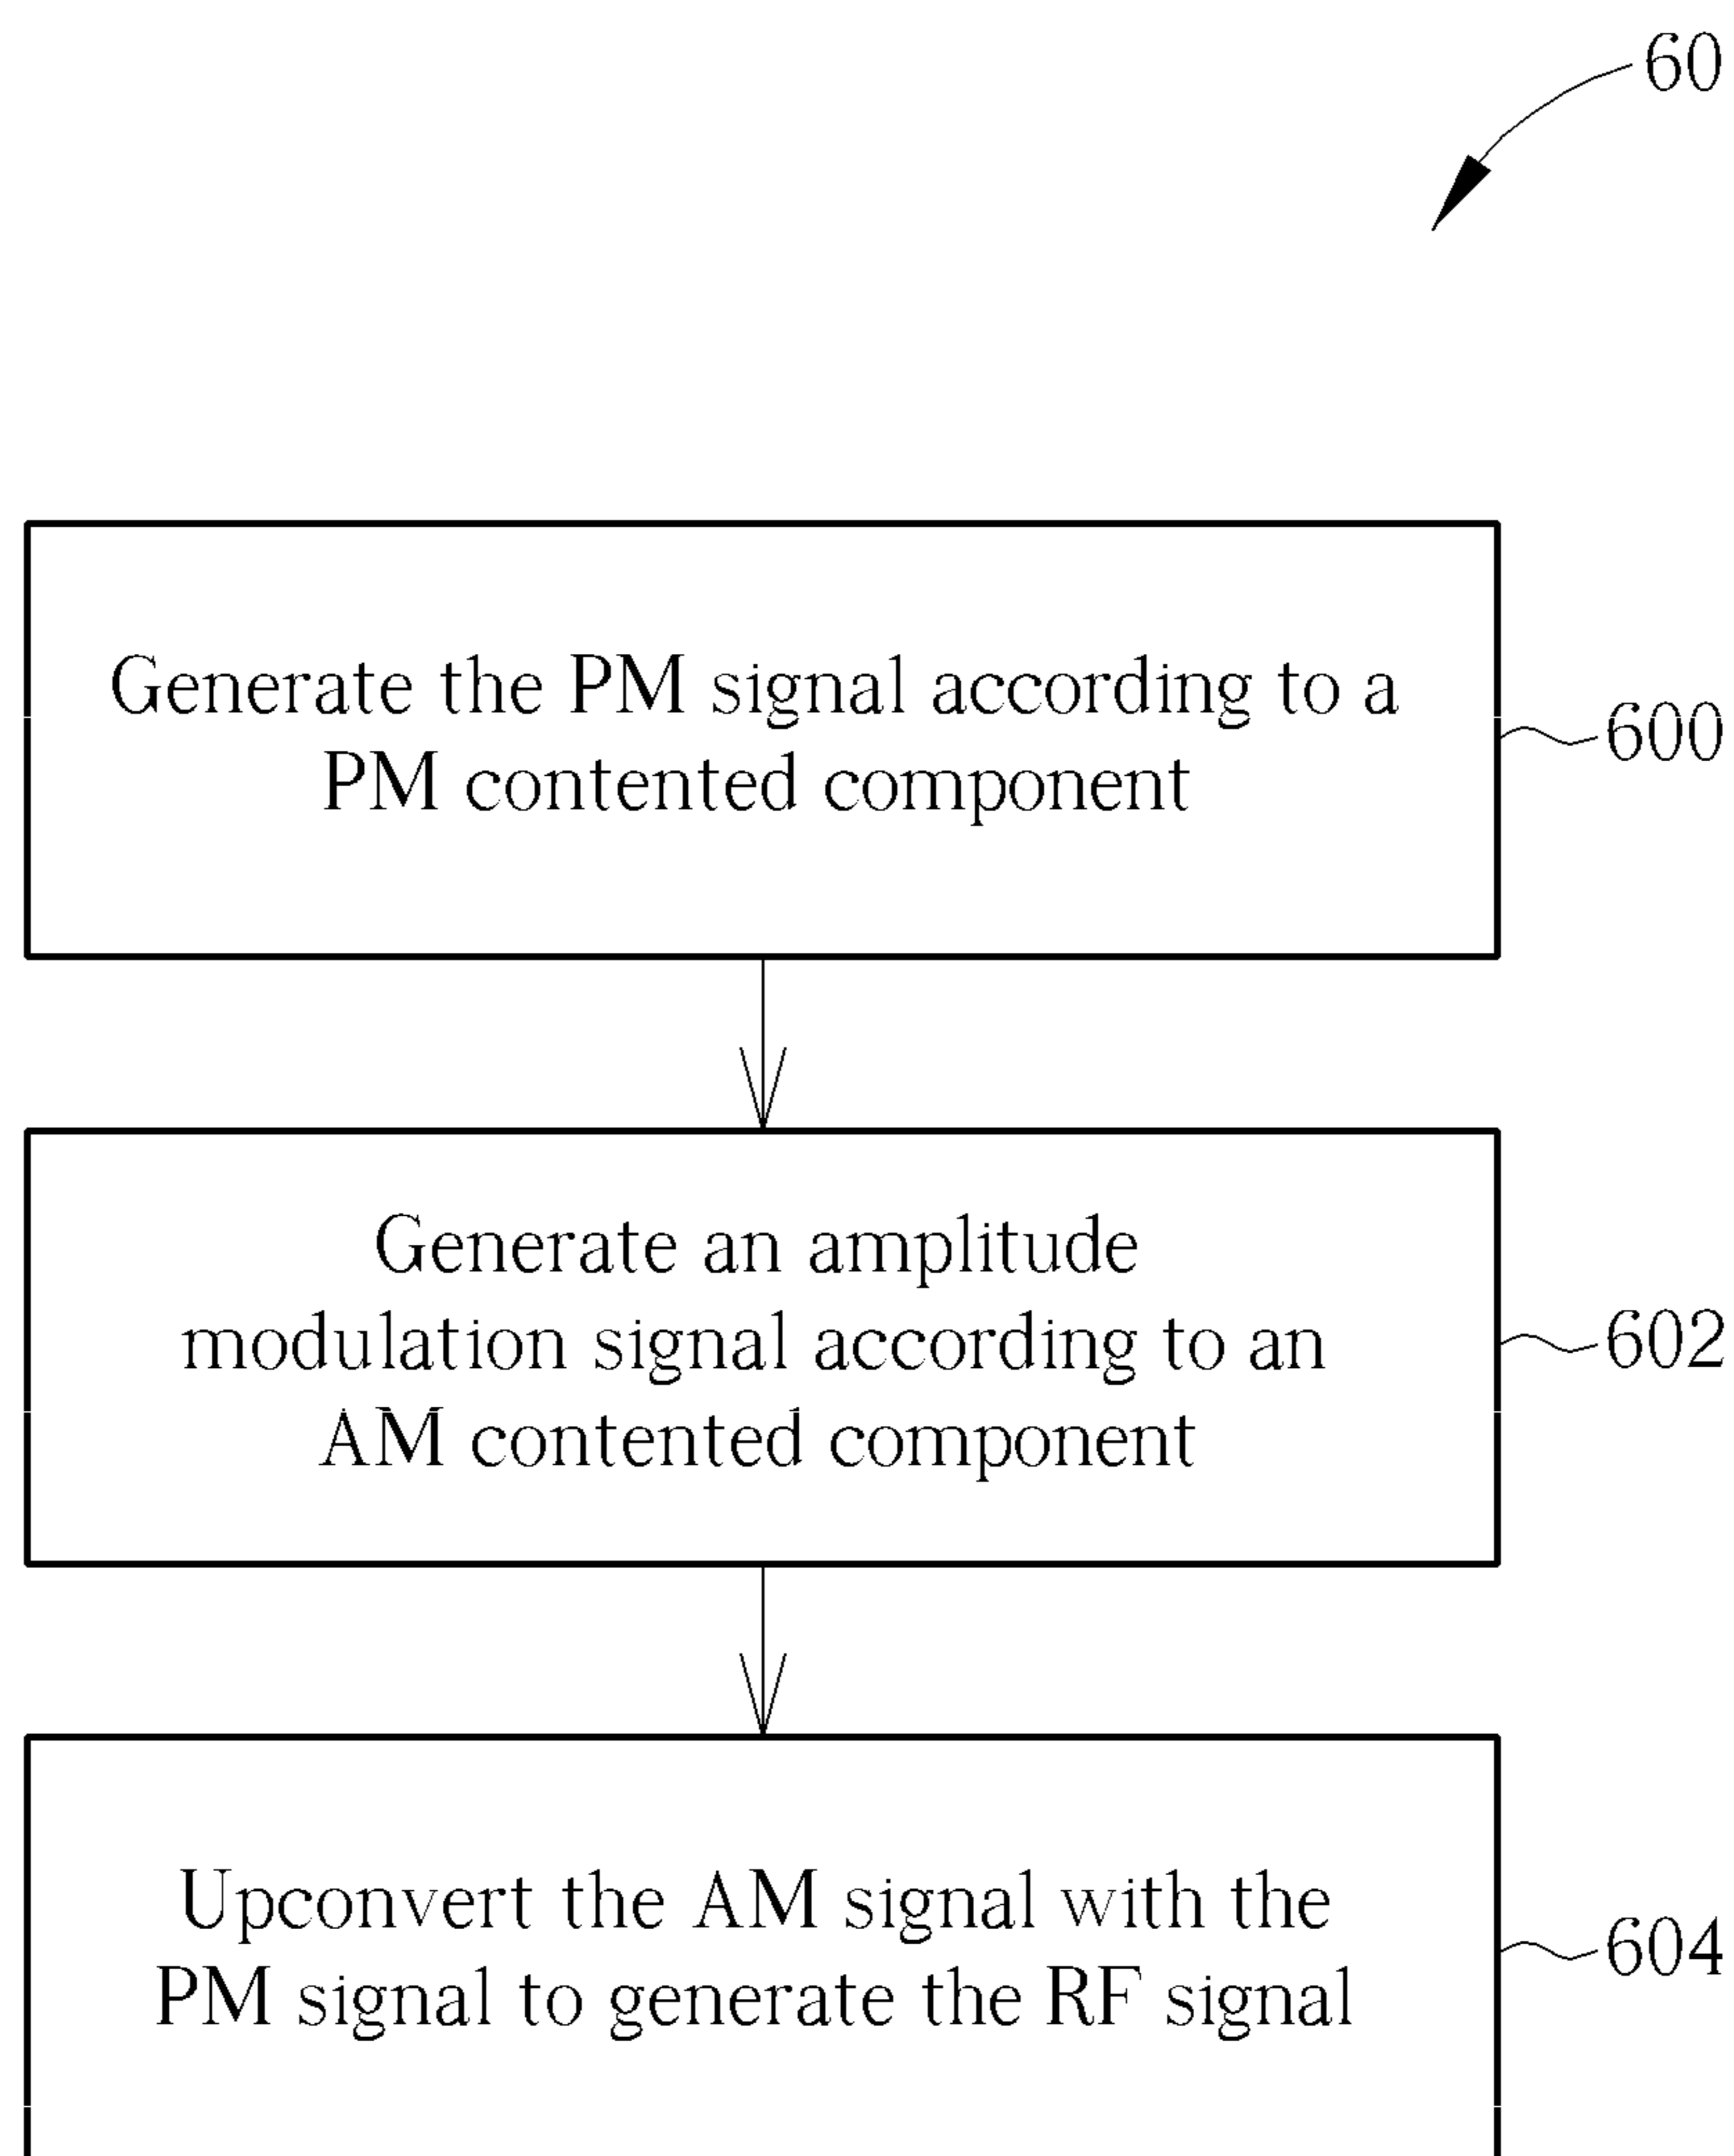 60
Generate the PM signal according to a
PM contented component
600
Generate an amplitude
modulation signal according to an
AM contented component
602
Upconvert the AM signal with the
PM signal to generate the RF signal
604